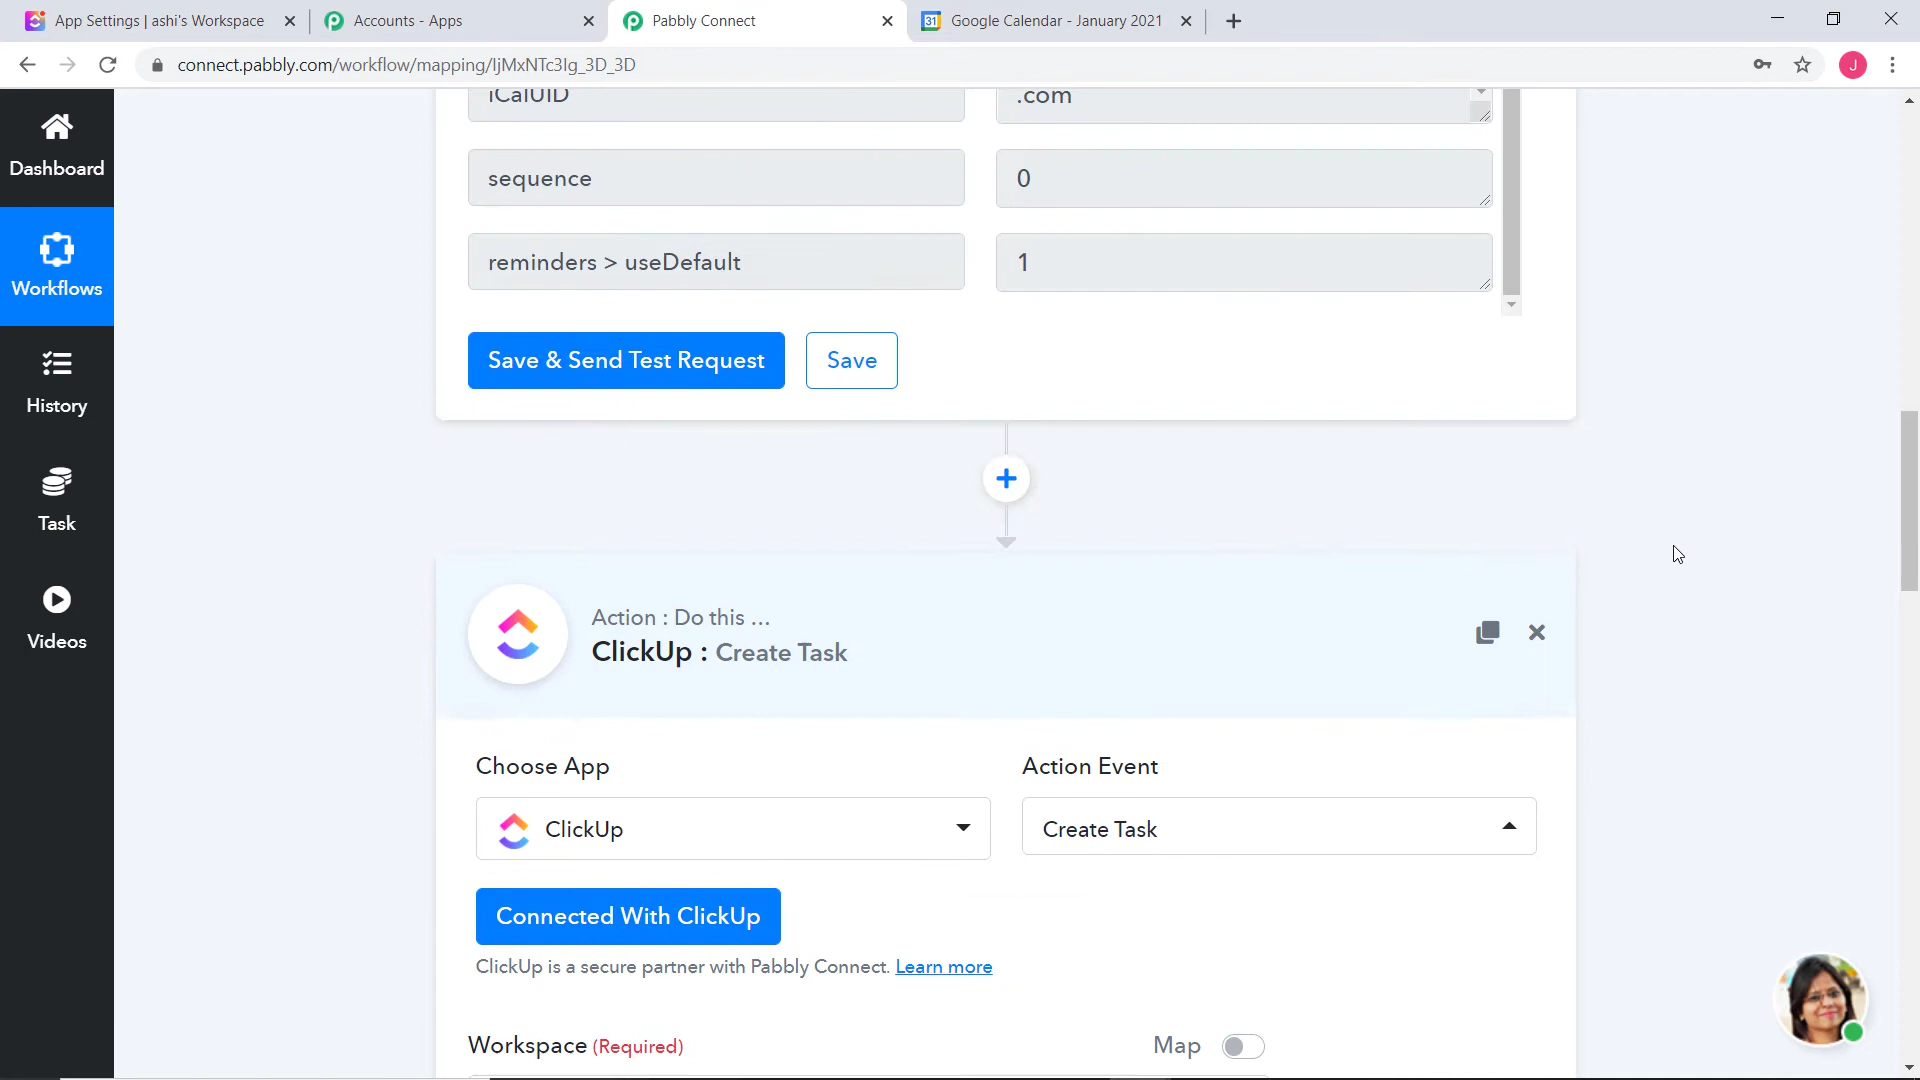 App Settings | ashi's Workspace
Accounts - Apps
Pabbly Connect
31
Google Calendar - January 2021
connect.pabbly.com/workflow/mapping/IjMxNTc3Ig_3D_3D
J
Dashboard
Workflows
History
Task
Videos
iCalUID
.com
sequence
0
reminders > useDefault
1
Save & Send Test Request
Save
Action : Do this ...
ClickUp : Create Task
Choose App
Action Event
ClickUp
Create Task
Connected With ClickUp
ClickUp is a secure partner with Pabbly Connect. Learn more
Workspace (Required)
Map